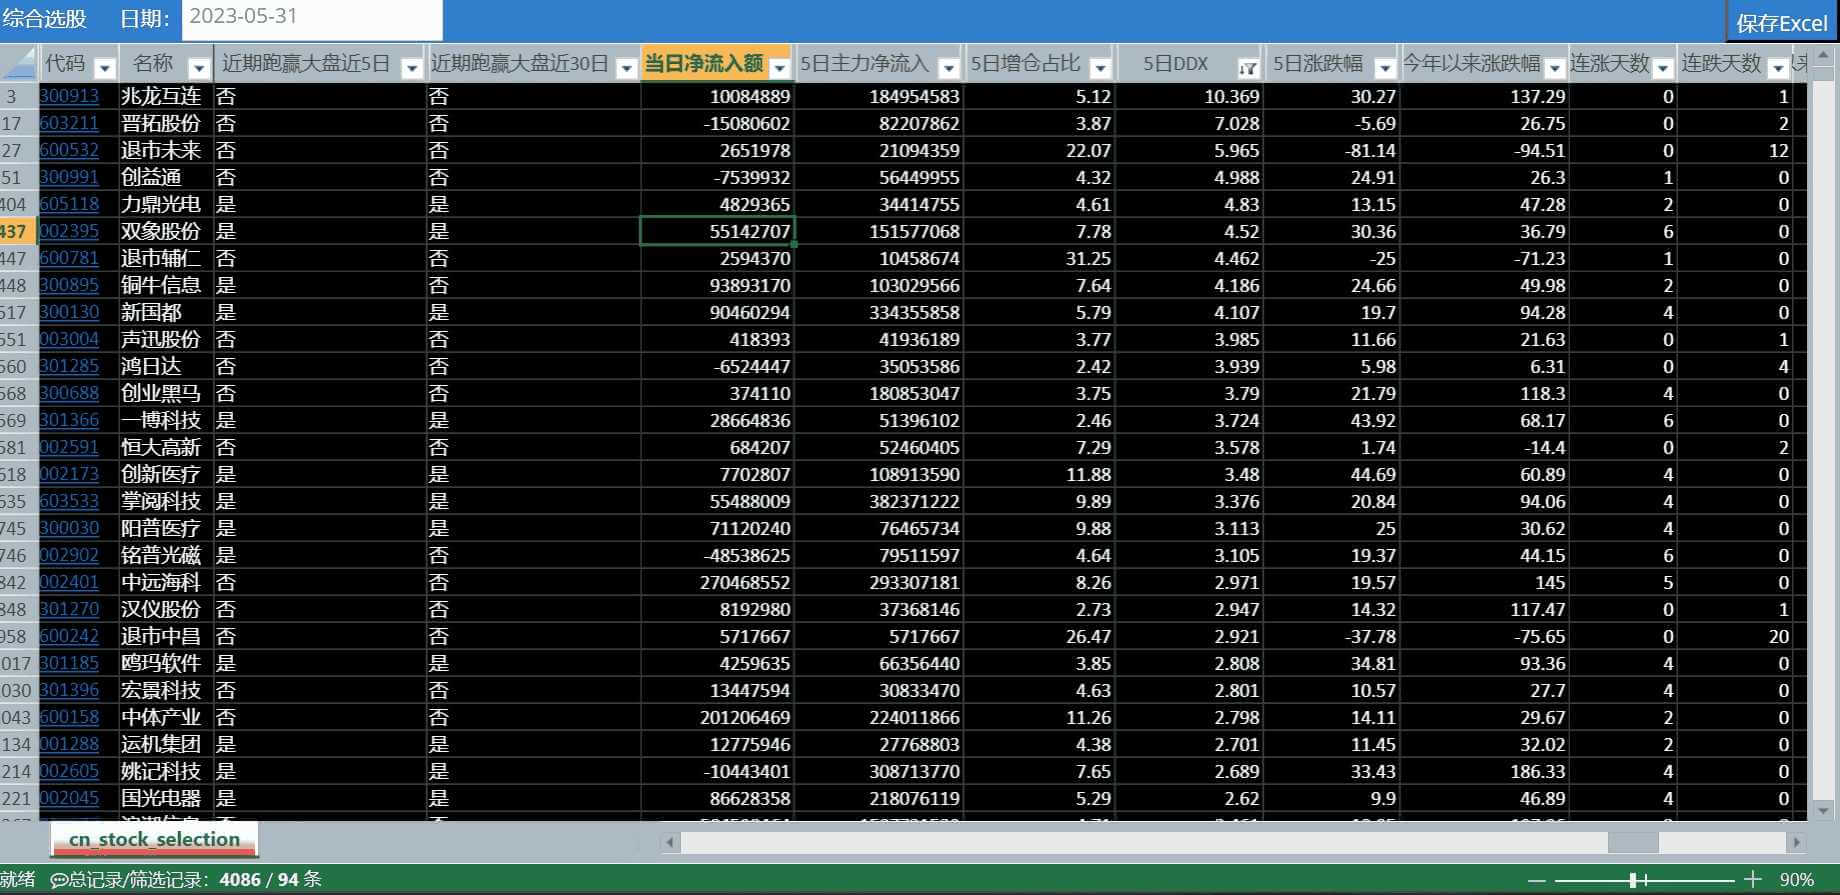 综合选股 日期： 2023-05-31 保存Excel
代码 名称 近期跑赢大盘近5日 近期跑赢大盘近30日 当日净流入额 5日主力净流入 5日增仓占比 5日DDX 5日涨跌幅 今年以来涨跌幅 连涨天数 连跌天数
3 300913 兆龙互连 否 否 10084889 184954583 5.12 10.369 30.27 137.29 0 1
17 603211 晋拓股份 否 否 -15080602 82207862 3.87 7.028 -5.69 26.75 0 2
27 600532 退市未来 否 否 2651978 21094359 22.07 5.965 -81.14 -94.51 0 12
51 300991 创益通 否 否 -7539932 56449955 4.32 4.988 24.91 26.3 1 0
404 605118 力鼎光电 是 是 4829365 34414755 4.61 4.83 13.15 47.28 2 0
437 002395 双象股份 是 是 55142707 151577068 7.78 4.52 30.36 36.79 6 0
447 600781 退市辅仁 否 否 2594370 10458674 31.25 4.462 -25 -71.23 1 0
448 300895 铜牛信息 是 否 93893170 103029566 7.64 4.186 24.66 49.98 2 0
517 300130 新国都 是 是 90460294 334355858 5.79 4.107 19.7 94.28 4 0
551 003004 声迅股份 否 否 418393 41936189 3.77 3.985 11.66 21.63 0 1
560 301285 鸿日达 否 否 -6524447 35053586 2.42 3.939 5.98 6.31 0 4
568 300688 创业黑马 否 否 374110 180853047 3.75 3.79 21.79 118.3 4 0
569 301366 一博科技 是 是 28664836 51396102 2.46 3.724 43.92 68.17 6 0
581 002591 恒大高新 否 否 684207 52460405 7.29 3.578 1.74 -14.4 0 2
618 002173 创新医疗 是 是 7702807 108913590 11.88 3.48 44.69 60.89 4 0
635 603533 掌阅科技 是 是 55488009 382371222 9.89 3.376 20.84 94.06 4 0
745 300030 阳普医疗 是 是 71120240 76465734 9.88 3.113 25 30.62 4 0
746 002902 铭普光磁 是 否 -48538625 79511597 4.64 3.105 19.37 44.15 6 0
842 002401 中远海科 否 否 270468552 293307181 8.26 2.971 19.57 145 5 0
848 301270 汉仪股份 否 否 8192980 37368146 2.73 2.947 14.32 117.47 0 1
958 600242 退市中昌 否 否 5717667 5717667 26.47 2.921 -37.78 -75.65 0 20
017 301185 鸥玛软件 是 是 4259635 66356440 3.85 2.808 34.81 93.36 4 0
030 301396 宏景科技 否 否 13447594 30833470 4.63 2.801 10.57 27.7 4 0
043 600158 中体产业 否 否 201206469 224011866 11.26 2.798 14.11 29.67 2 0
134 001288 运机集团 是 是 12775946 27768803 4.38 2.701 11.45 32.02 2 0
214 002605 姚记科技 是 是 -10443401 308713770 7.65 2.689 33.43 186.33 4 0
221 002045 国光电器 是 是 86628358 218076119 5.29 2.62 9.9 46.89 4 0
cn_stock_selection
就绪 总记录/筛选记录： 4086 / 94 条 90%